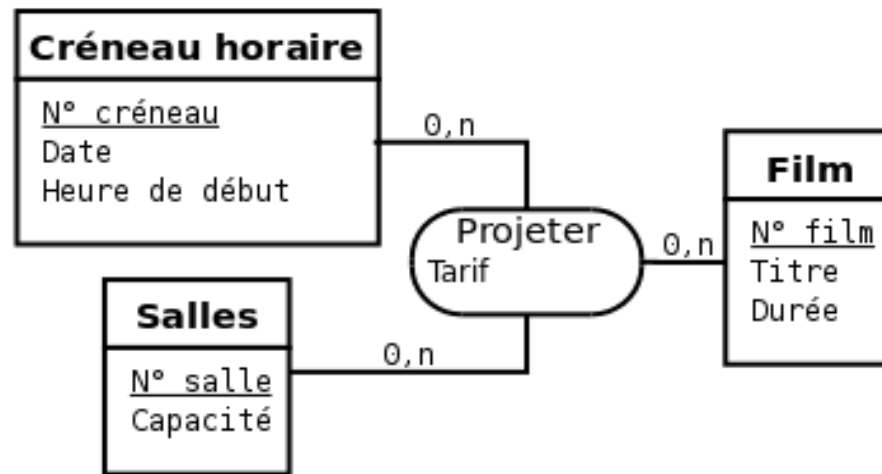 Créneau horaire
N° créneau
Date
Heure de début
0,n
Projeter
Tarif
0,n
Film
N° film
Titre
Durée
Salles
N° salle
Capacité
0,n